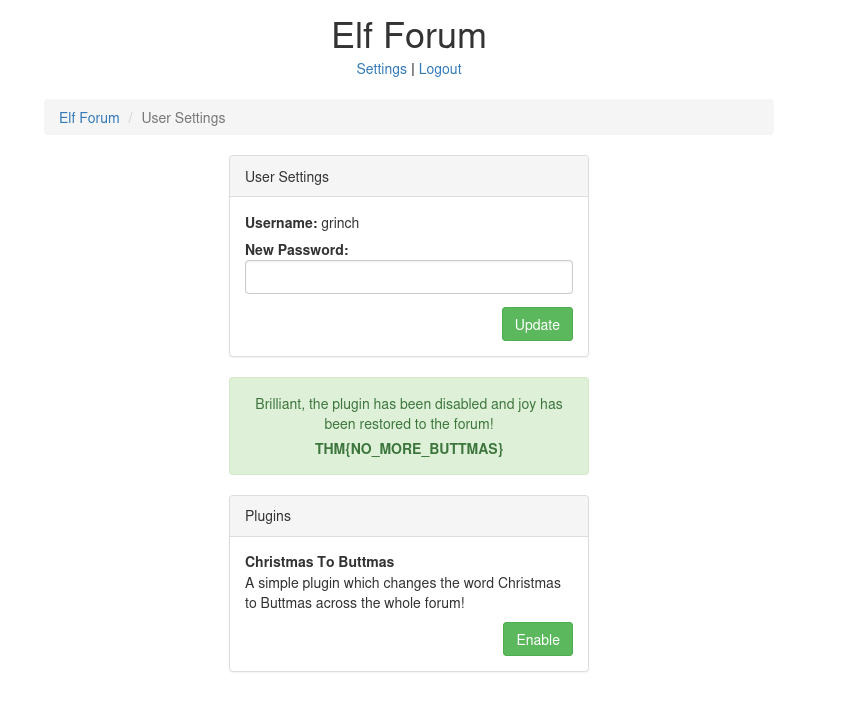 Elf Forum
Settings | Logout
Elf Forum / User Settings
User Settings
Username: grinch
New Password:
Update
Brilliant, the plugin has been disabled and joy has
been restored to the forum!
THM{NO_MORE_BUTTMAS}
Plugins
Christmas To Buttmas
A simple plugin which changes the word Christmas
to Buttmas across the whole forum!
Enable